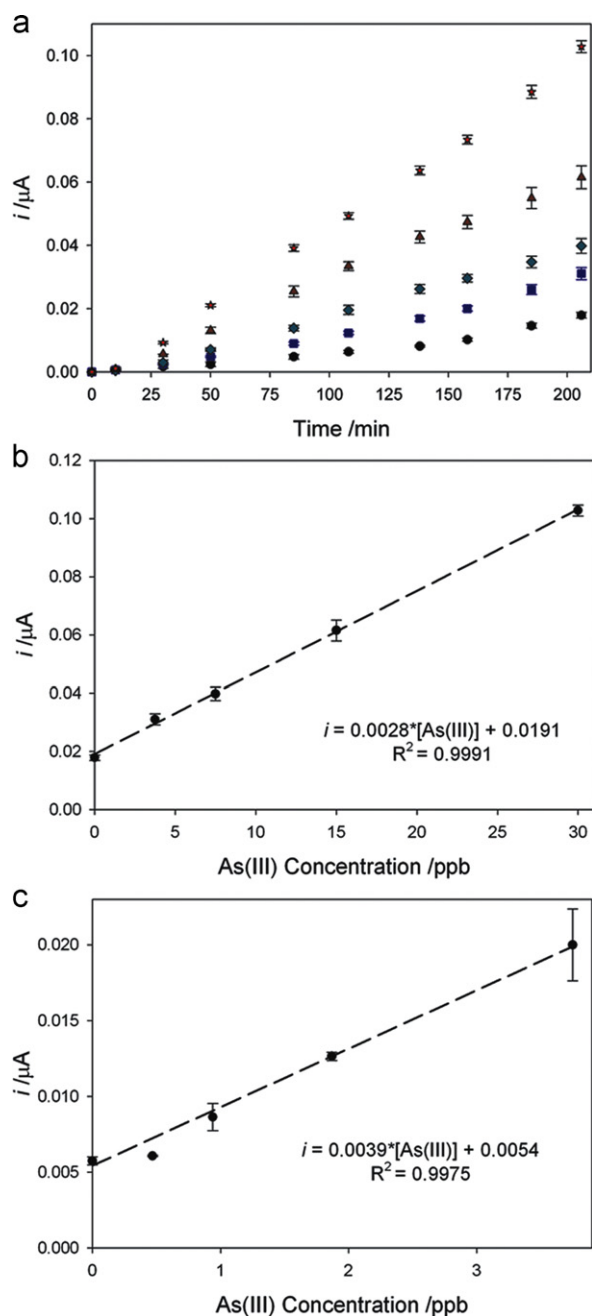 a
0.10
0.08
0.06
0.04
0.02
0.00
i /μA
0 25 50 75 100 125 150 175 200
Time /min
b
0.12
0.10
0.08
0.06
0.04
0.02
0.00
i /μA
i = 0.0028*[As(III)] + 0.0191
R² = 0.9991
0 5 10 15 20 25 30
As(III) Concentration /ppb
c
0.020
0.015
0.010
0.005
0.000
i /μA
i = 0.0039*[As(III)] + 0.0054
R² = 0.9975
0 1 2 3
As(III) Concentration /ppb